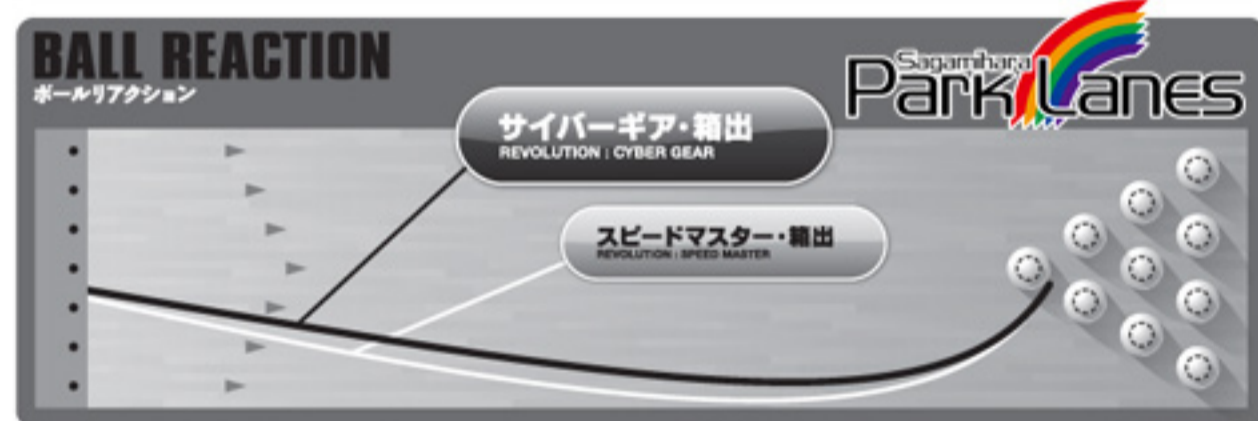 BALL REACTION
ボールリアクション
Sagamihara
Park Lanes
サイバーギア・箱出
REVOLUTION : CYBER GEAR
スピードマスター・箱出
REVOLUTION : SPEED MASTER